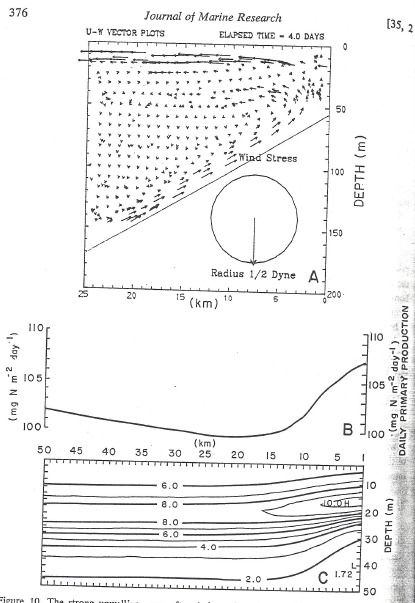 376
Journal of Marine Research
[35, 2
U-W VECTOR PLOTS
ELAPSED TIME = 4.0 DAYS
0
50
100
150
200
DEPTH (m)
Wind Stress
Radius 1/2 Dyne
A
25
20
15
10
5
0
(km)
110
105
100
(mg N m⁻² day⁻¹)
110
105
100
(mg N m⁻² day⁻¹)
DAILY PRIMARY PRODUCTION
B
(km)
50
45
40
35
30
25
20
15
10
5
1
10
20
30
40
50
DEPTH (m)
6.0
8.0
10.0 H
8.0
6.0
4.0
2.0
L
1.72
C
Figure 10. The strong upwelling